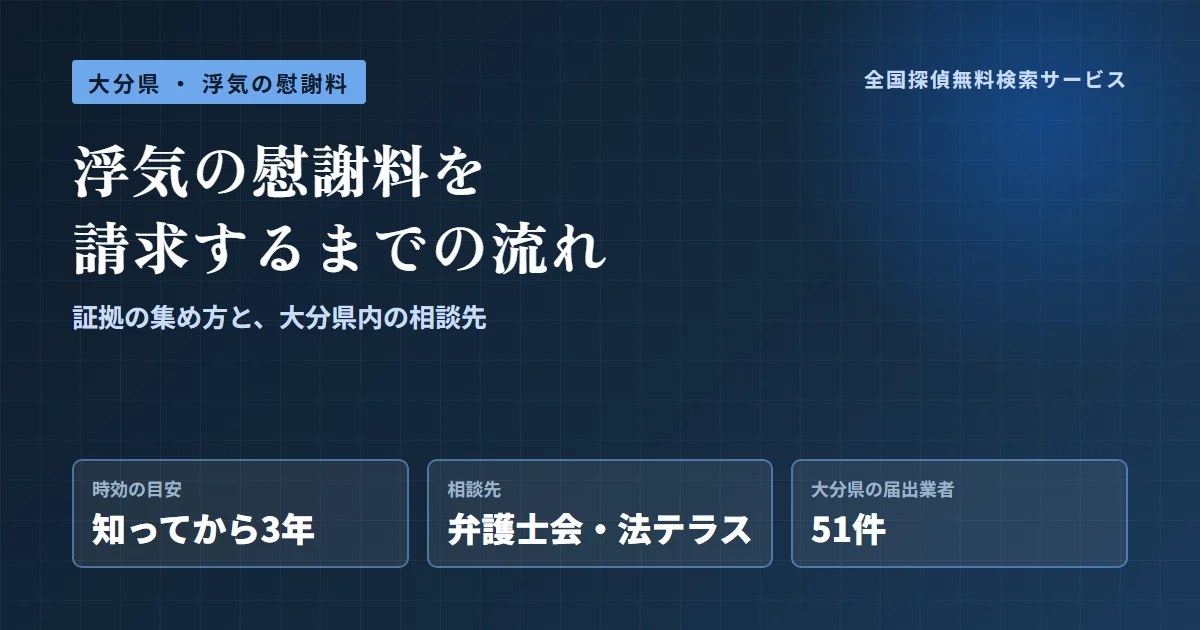 大分県 ・ 浮気の慰謝料
全国探偵無料検索サービス
浮気の慰謝料を
請求するまでの流れ
証拠の集め方と、大分県内の相談先
時効の目安
知ってから3年
相談先
弁護士会・法テラス
大分県の届出業者
51件